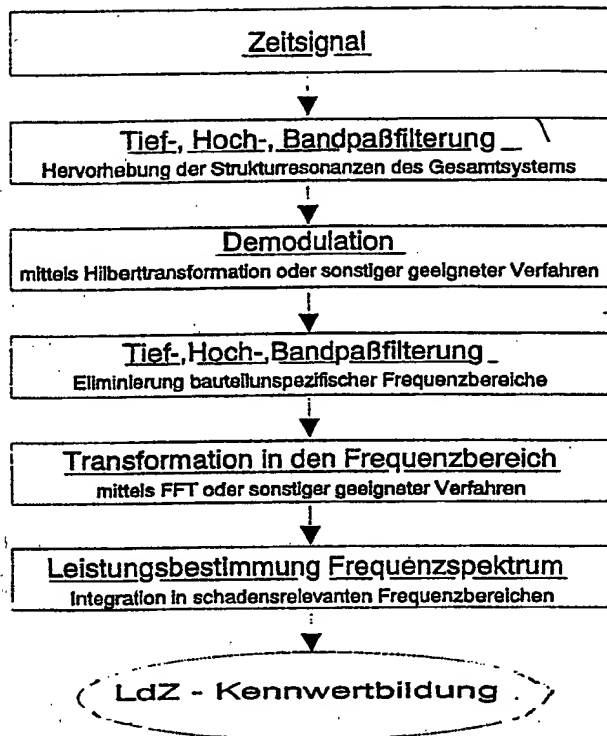 Zeitsignal
Tief-, Hoch-, Bandpaßfilterung
Hervorhebung der Strukturresonanzen des Gesamtsystems
Demodulation
mittels Hilberttransformation oder sonstiger geeigneter Verfahren
Tief-,Hoch-,Bandpaßfilterung
Eliminierung bauteilunspezifischer Frequenzbereiche
Transformation in den Frequenzbereich
mittels FFT oder sonstiger geeigneter Verfahren
Leistungsbestimmung Frequenzspektrum
Integration in schadensrelevanten Frequenzbereichen
LdZ - Kennwertbildung